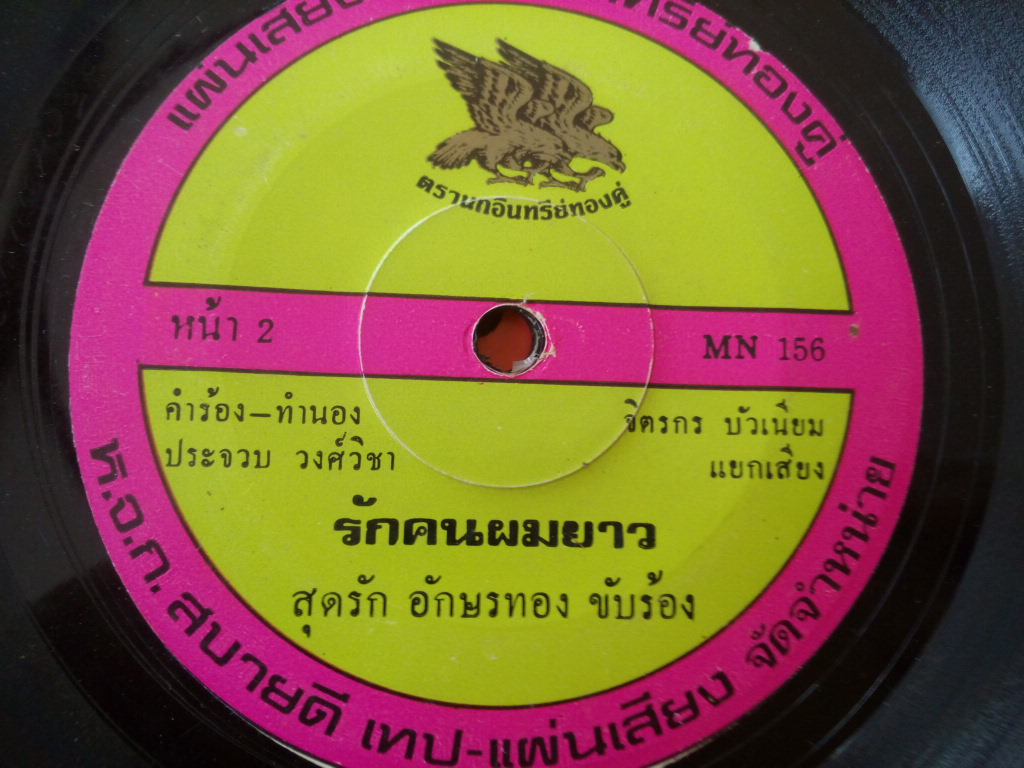 แผ่นเสียง
ทรีย์ทองคู่
ตรานกอินทรีย์ทองคู่
หน้า 2
MN 156
คำร้อง-ทำนอง
ประจวบ วงศ์วิชา
จิตรกร บัวเนียม
แยกเสียง
รักคนผมยาว
สุดรัก อักษรทอง ขับร้อง
ห.จ.ก. สบายดี เทป-แผ่นเสียง จัดจำหน่าย